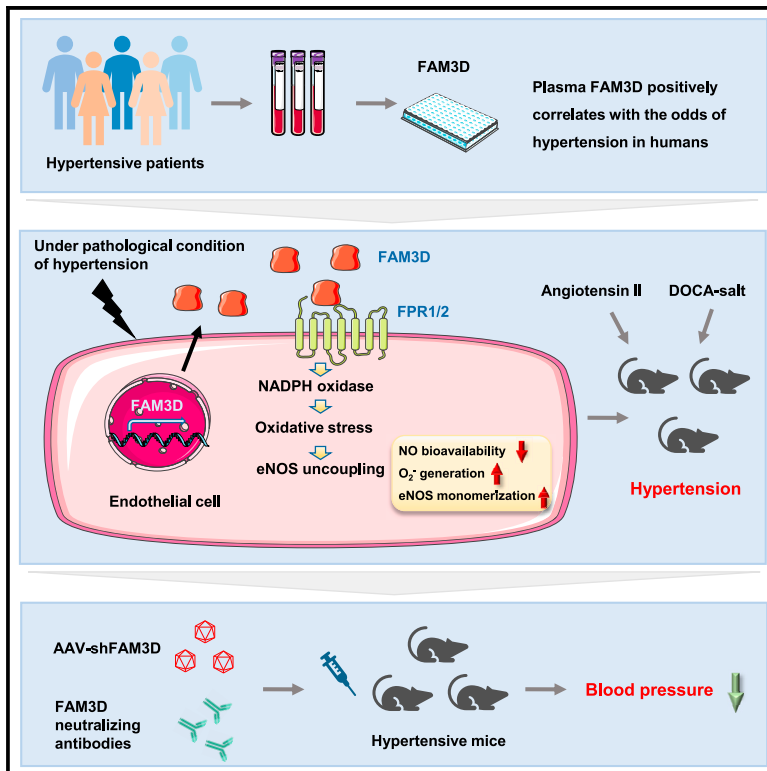 FAM3D
Plasma FAM3D positively
correlates with the odds of
hypertension in humans
Hypertensive patients
Under pathological condition
of hypertension
FAM3D
FPR1/2
Angiotensin II
DOCA-salt
NADPH oxidase
FAM3D
Oxidative stress
eNOS uncoupling
NO bioavailability
O₂⁻ generation
eNOS monomerization
Endothelial cell
Hypertension
AAV-shFAM3D
FAM3D
neutralizing
antibodies
Hypertensive mice
Blood pressure